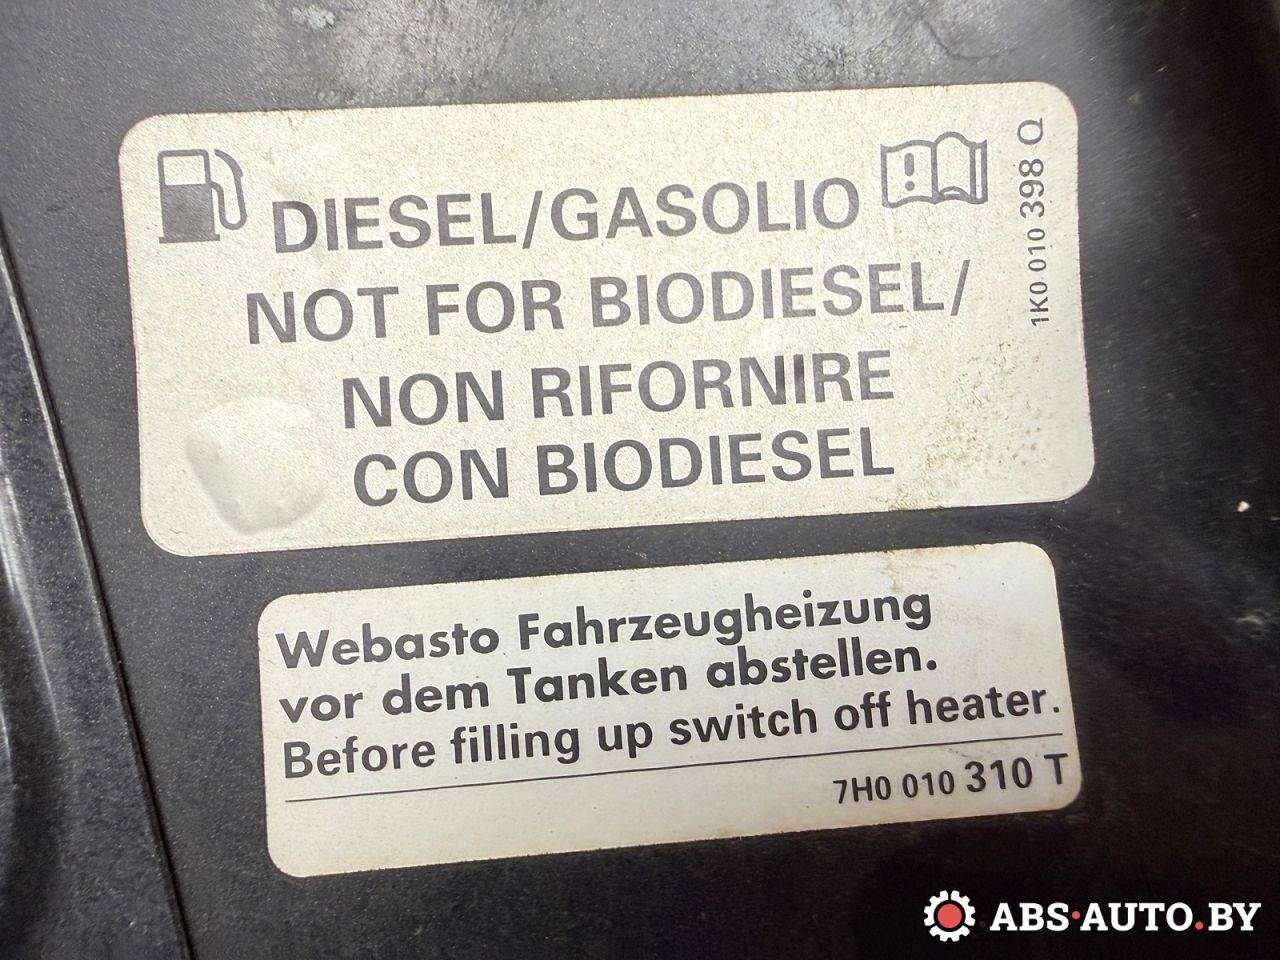 DIESEL/GASOLIO
NOT FOR BIODIESEL/
NON RIFORNIRE
CON BIODIESEL
1K0 010 398 Q
Webasto Fahrzeugheizung
vor dem Tanken abstellen.
Before filling up switch off heater.
7H0 010 310 T
ABS·AUTO.BY